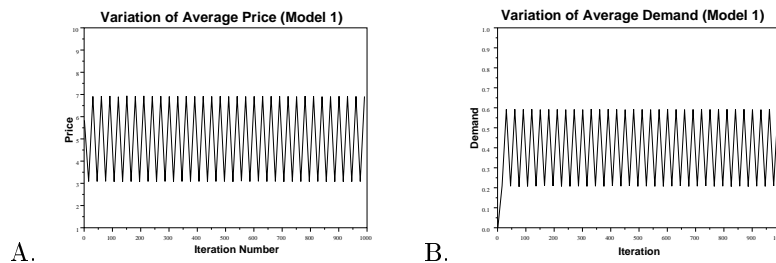 Variation of Average Price (Model 1)
10
9
8
7
6
5
4
3
2
1
Price
0 100 200 300 400 500 600 700 800 900 1000
Iteration Number
A.
Variation of Average Demand (Model 1)
1.0
0.9
0.8
0.7
0.6
0.5
0.4
0.3
0.2
0.1
0.0
Demand
0 100 200 300 400 500 600 700 800 900
Iteration
B.